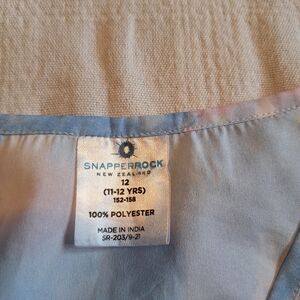 SNAPPERROCK
NEW ZEALAND
12
(11-12 YRS)
152-158
100% POLYESTER
MADE IN INDIA
SR-203/9-21